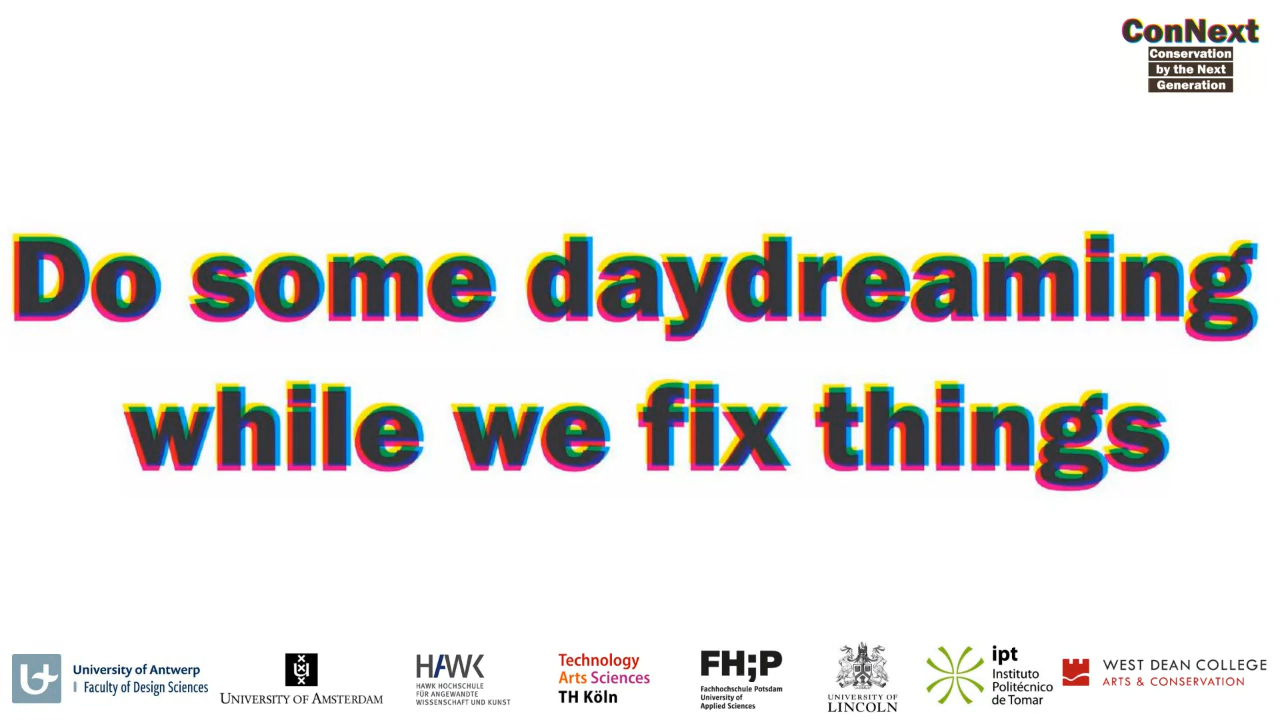 ConNext
Conservation
by the Next
Generation
Do some daydreaming
while we fix things
University of Antwerp
Faculty of Design Sciences
UNIVERSITY OF AMSTERDAM
HAWK
HAWK HOCHSCHULE
FÜR ANGEWANDTE
WISSENSCHAFT UND KUNST
Technology
Arts Sciences
TH Köln
FH;P
Fachhochschule Potsdam
University of
Applied Sciences
UNIVERSITY OF
LINCOLN
ipt
Instituto
Politécnico
de Tomar
WEST DEAN COLLEGE
ARTS & CONSERVATION